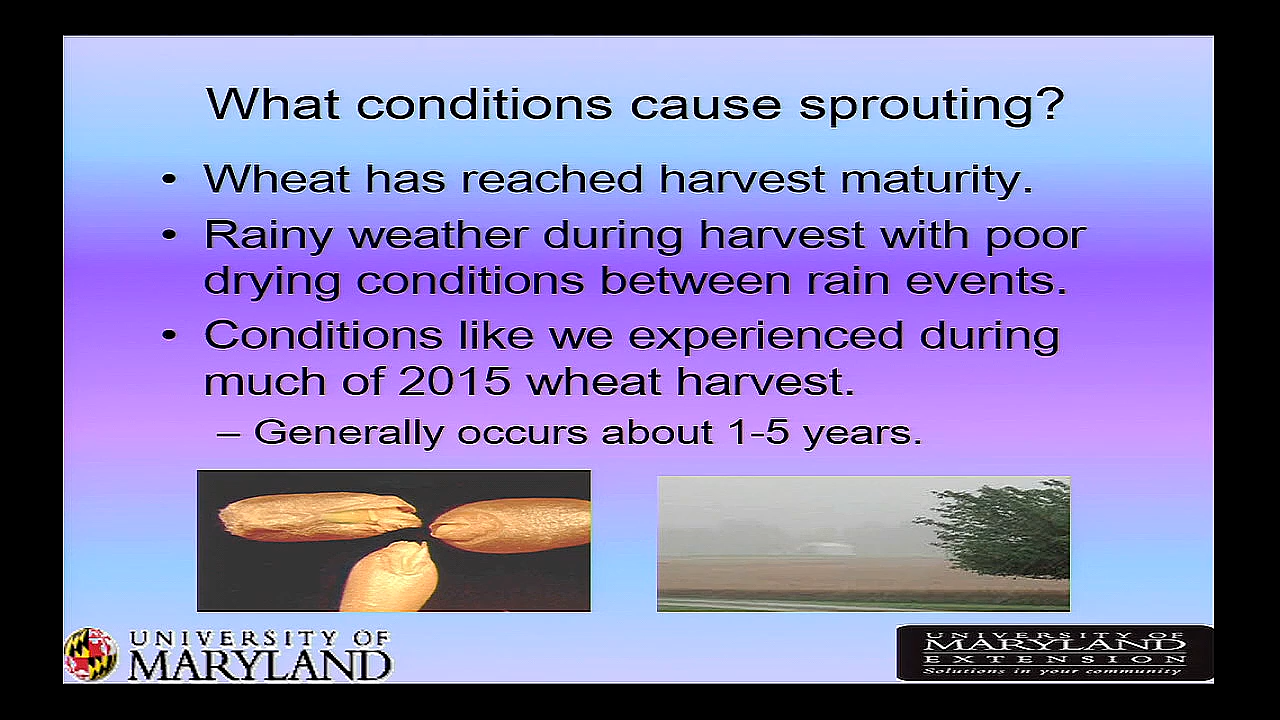 What conditions cause sprouting?
• Wheat has reached harvest maturity.
• Rainy weather during harvest with poor
drying conditions between rain events.
• Conditions like we experienced during
much of 2015 wheat harvest.
– Generally occurs about 1-5 years.
UNIVERSITY OF
MARYLAND
UNIVERSITY OF
MARYLAND
EXTENSION
Solutions in your community